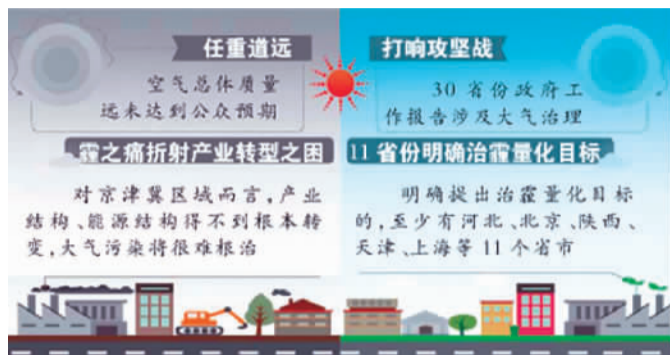 任重道远
空气总体质量
远未达到公众预期
霾之痛折射产业转型之困
对京津冀区域而言，产业
结构、能源结构得不到根本转
变，大气污染将很难根治
打响攻坚战
30 省份政府工
作报告涉及大气治理
11 省份明确治霾量化目标
明确提出治霾量化目标
的，至少有河北、北京、陕西、
天津、上海等 11 个省市